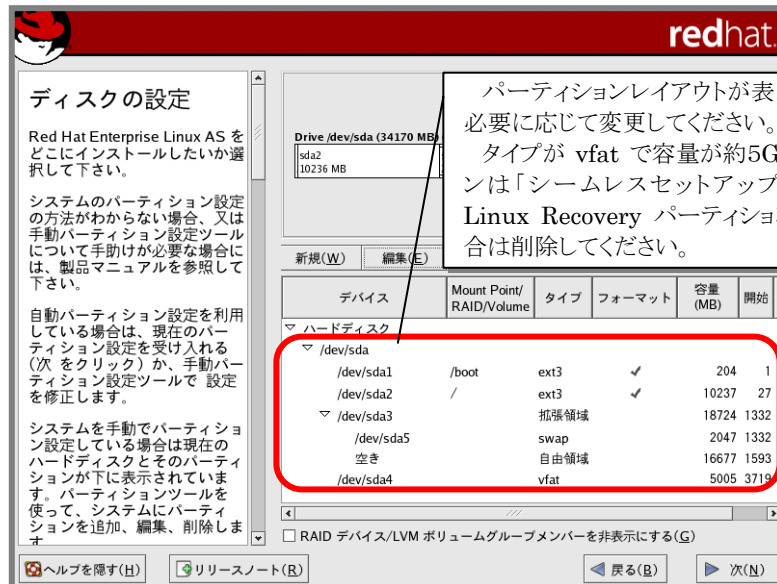 redhat.
ディスクの設定
Red Hat Enterprise Linux AS を
どこにインストールしたいか選
択して下さい。
システムのパーティション設定
の方法がわからない場合、又は
手動パーティション設定ツール
について手助けが必要な場合に
は、製品マニュアルを参照して
下さい。
自動パーティション設定を利用
している場合は、現在のパー
ティション設定を受け入れる
(次 をクリック) か、手動パー
ティション設定ツールで 設定
を修正します。
システムを手動でパーティショ
ン設定している場合は現在の
ハードディスクとそのパーティ
ションが下に表示されていま
す。パーティションツールを
使って、システムにパーティ
ションを追加、編集、削除しま
Drive /dev/sda (34170 MB)
sda2
10236 MB
パーティションレイアウトが表
必要に応じて変更してください。
タイプが vfat で容量が約5G
ンは「シームレスセットアップ
Linux Recovery パーティショ
合は削除してください。
新規(W) 編集(E)
デバイス Mount Point/ RAID/Volume タイプ フォーマット 容量 (MB) 開始
ハードディスク
/dev/sda
/dev/sda1 /boot ext3 ✓ 204 1
/dev/sda2 / ext3 ✓ 10237 27
/dev/sda3 拡張領域 18724 1332
/dev/sda5 swap 2047 1332
空き 自由領域 16677 1593
/dev/sda4 vfat 5005 3719
RAID デバイス/LVM ボリュームグループメンバーを非表示にする(G)
ヘルプを隠す(H) リリースノート(R) 戻る(B) 次(N)